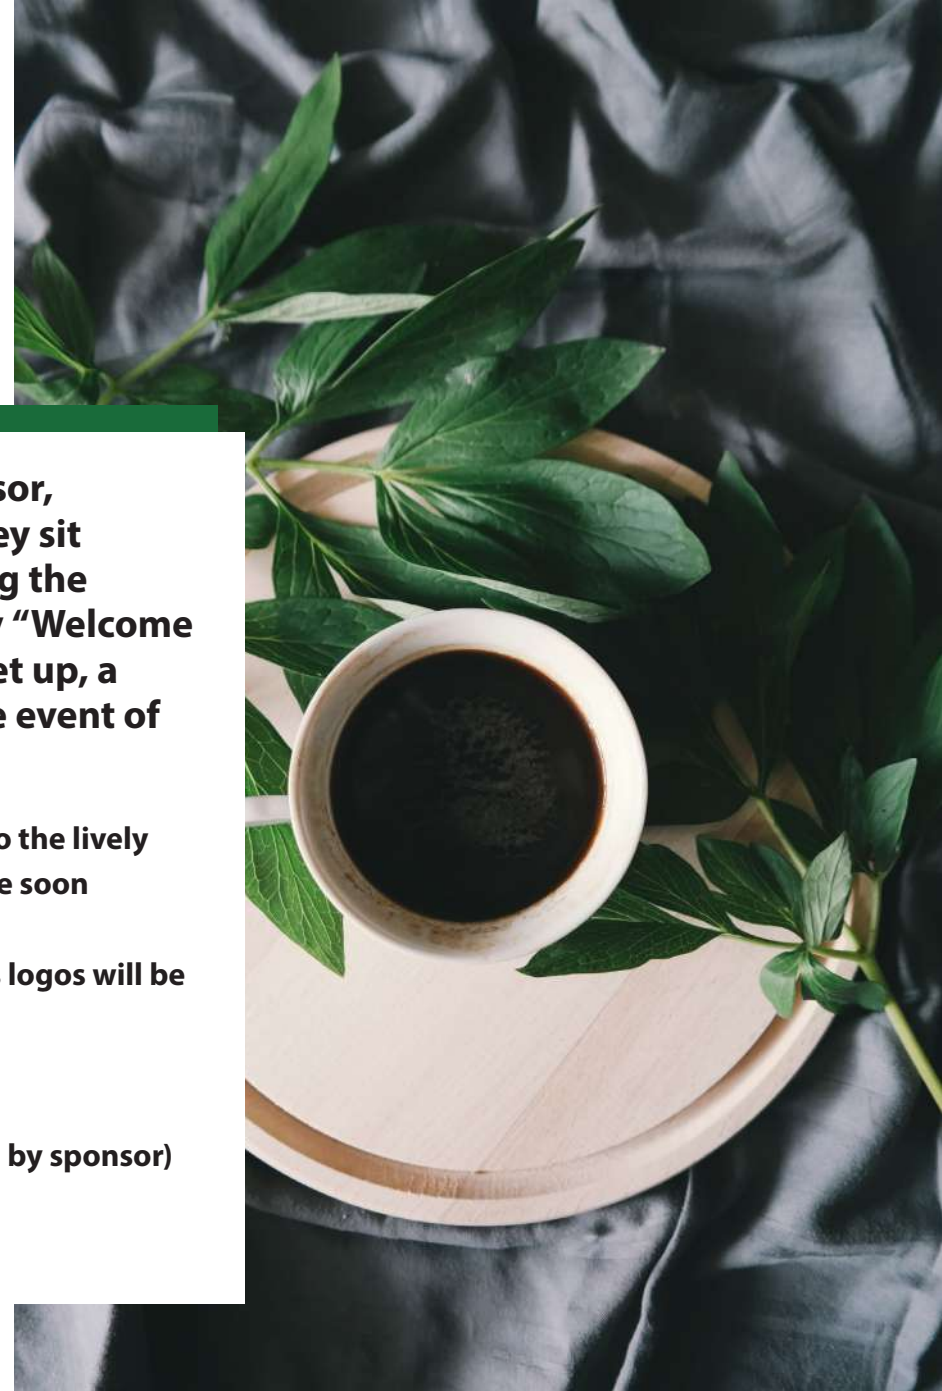 sor,
ey sit
g the
“Welcome
et up, a
e event of
o the lively
e soon
logos will be
by sponsor)